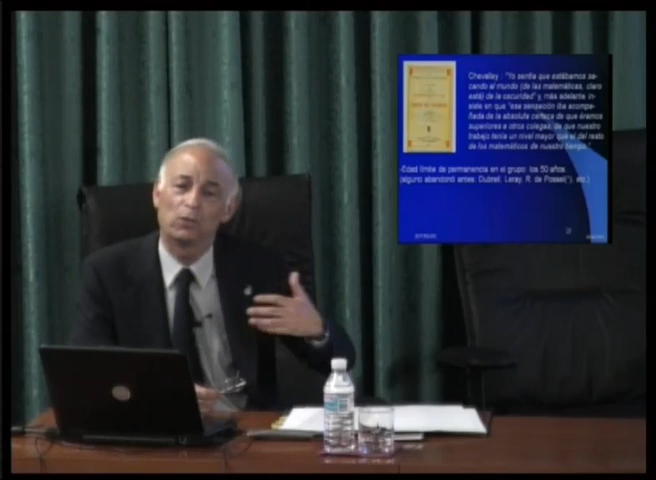 Chevalley : "Yo sentía que estábamos sa-
cando al mundo (de las matemáticas, claro
está) de la oscuridad" y, más adelante in-
siste en que "esa sensación iba acompa-
ñada de la absoluta certeza de que éramos
superiores a otros colegas, de que nuestro
trabajo tenía un nivel mayor que el del resto
de los matemáticos de nuestro tiempo."
-Edad límite de permanencia en el grupo: los 50 años
(alguno abandonó antes: Dubreil, Leray, R. de Possel(*), etc.)